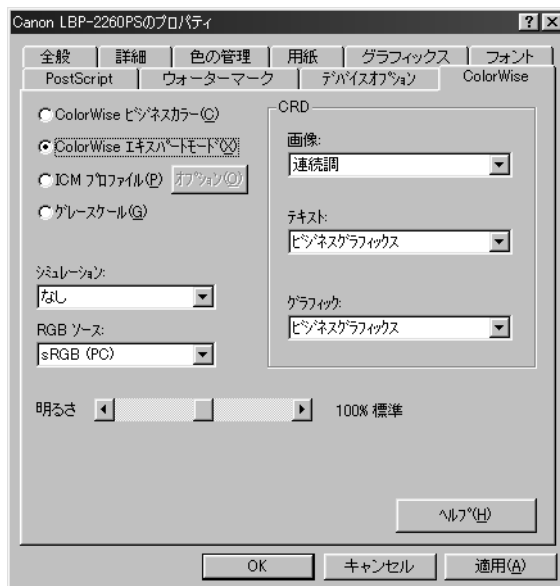 Canon LBP-2260PSのプロパティ
全般 詳細 色の管理 用紙 グラフィックス フォント
PostScript ウォーターマーク デバイスオプション ColorWise
ColorWise ビジネスカラー(C)
ColorWise エキスパートモード(X)
ICM プロファイル(P) オプション(O)
グレースケール(G)
シミュレーション:
なし
RGB ソース:
sRGB (PC)
CRD
画像:
連続調
テキスト:
ビジネスグラフィックス
グラフィック:
ビジネスグラフィックス
明るさ 100% 標準
ヘルプ(H)
OK キャンセル 適用(A)